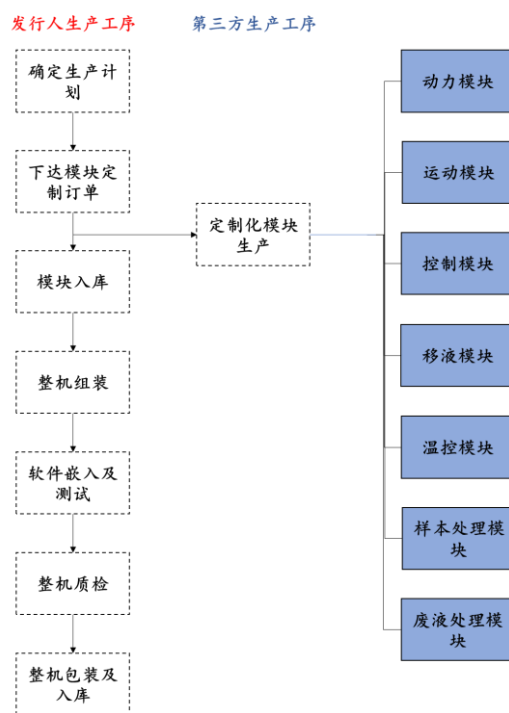 发行人生产工序
第三方生产工序
确定生产计
划
下达模块定
制订单
模块入库
整机组装
软件嵌入及
测试
整机质检
整机包装及
入库
定制化模块
生产
动力模块
运动模块
控制模块
移液模块
温控模块
样本处理模
块
废液处理模
块